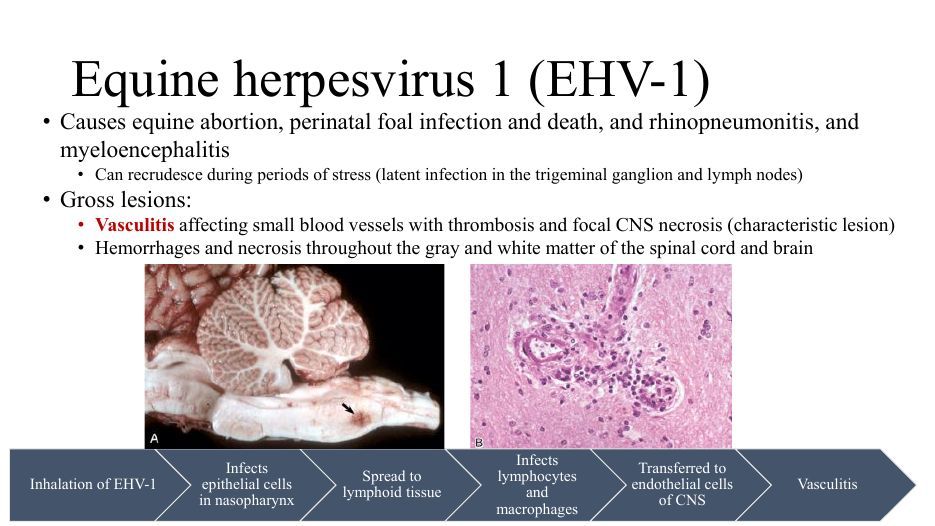 Equine herpesvirus 1 (EHV-1)
• Causes equine abortion, perinatal foal infection and death, and rhinopneumonitis, and
myeloencephalitis
• Can recrudesce during periods of stress (latent infection in the trigeminal ganglion and lymph nodes)
• Gross lesions:
• Vasculitis affecting small blood vessels with thrombosis and focal CNS necrosis (characteristic lesion)
• Hemorrhages and necrosis throughout the gray and white matter of the spinal cord and brain
A
B
Inhalation of EHV-1
Infects
epithelial cells
in nasopharynx
Spread to
lymphoid tissue
Infects
lymphocytes
and
macrophages
Transferred to
endothelial cells
of CNS
Vasculitis